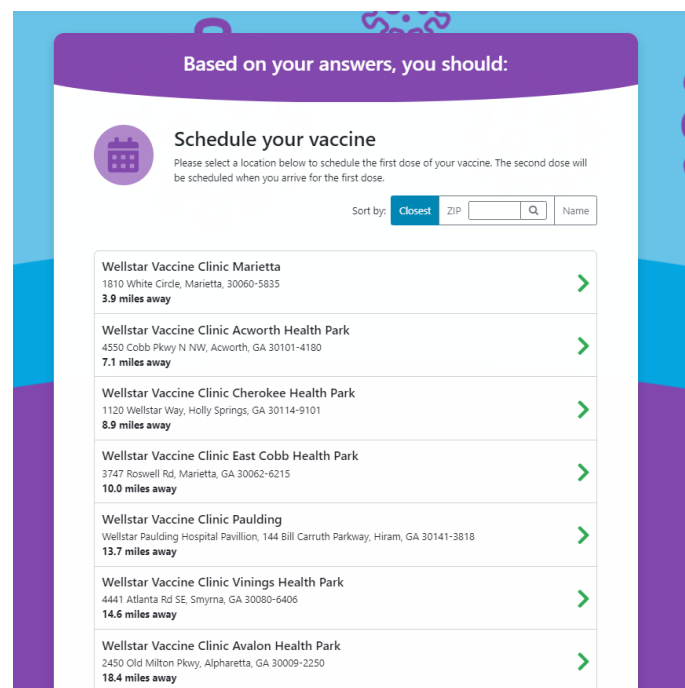 Based on your answers, you should:
Schedule your vaccine
Please select a location below to schedule the first dose of your vaccine. The second dose will
be scheduled when you arrive for the first dose.
Sort by: Closest ZIP Name
Wellstar Vaccine Clinic Marietta
1810 White Circle, Marietta, 30060-5835
3.9 miles away
Wellstar Vaccine Clinic Acworth Health Park
4550 Cobb Pkwy N NW, Acworth, GA 30101-4180
7.1 miles away
Wellstar Vaccine Clinic Cherokee Health Park
1120 Wellstar Way, Holly Springs, GA 30114-9101
8.9 miles away
Wellstar Vaccine Clinic East Cobb Health Park
3747 Roswell Rd, Marietta, GA 30062-6215
10.0 miles away
Wellstar Vaccine Clinic Paulding
Wellstar Paulding Hospital Pavillion, 144 Bill Carruth Parkway, Hiram, GA 30141-3818
13.7 miles away
Wellstar Vaccine Clinic Vinings Health Park
4441 Atlanta Rd SE, Smyrna, GA 30080-6406
14.6 miles away
Wellstar Vaccine Clinic Avalon Health Park
2450 Old Milton Pkwy, Alpharetta, GA 30009-2250
18.4 miles away